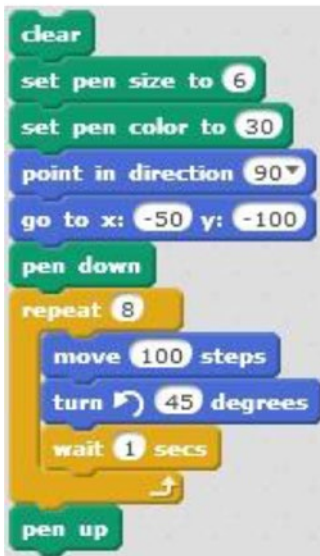 clear
set pen size to 6
set pen color to 30
point in direction 90
go to x: -50 y: -100
pen down
repeat 8
move 100 steps
turn 45 degrees
wait 1 secs
pen up